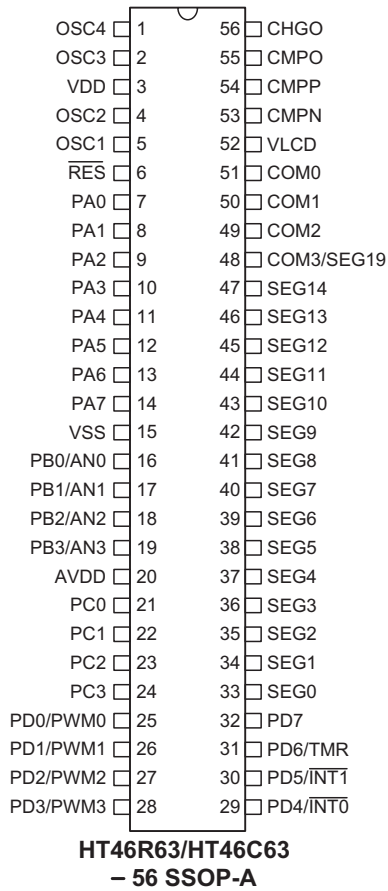 OSC4 1 56 CHGO
OSC3 2 55 CMPO
VDD 3 54 CMPP
OSC2 4 53 CMPN
OSC1 5 52 VLCD
RES 6 51 COM0
PA0 7 50 COM1
PA1 8 49 COM2
PA2 9 48 COM3/SEG19
PA3 10 47 SEG14
PA4 11 46 SEG13
PA5 12 45 SEG12
PA6 13 44 SEG11
PA7 14 43 SEG10
VSS 15 42 SEG9
PB0/AN0 16 41 SEG8
PB1/AN1 17 40 SEG7
PB2/AN2 18 39 SEG6
PB3/AN3 19 38 SEG5
AVDD 20 37 SEG4
PC0 21 36 SEG3
PC1 22 35 SEG2
PC2 23 34 SEG1
PC3 24 33 SEG0
PD0/PWM0 25 32 PD7
PD1/PWM1 26 31 PD6/TMR
PD2/PWM2 27 30 PD5/INT1
PD3/PWM3 28 29 PD4/INT0
HT46R63/HT46C63
– 56 SSOP-A